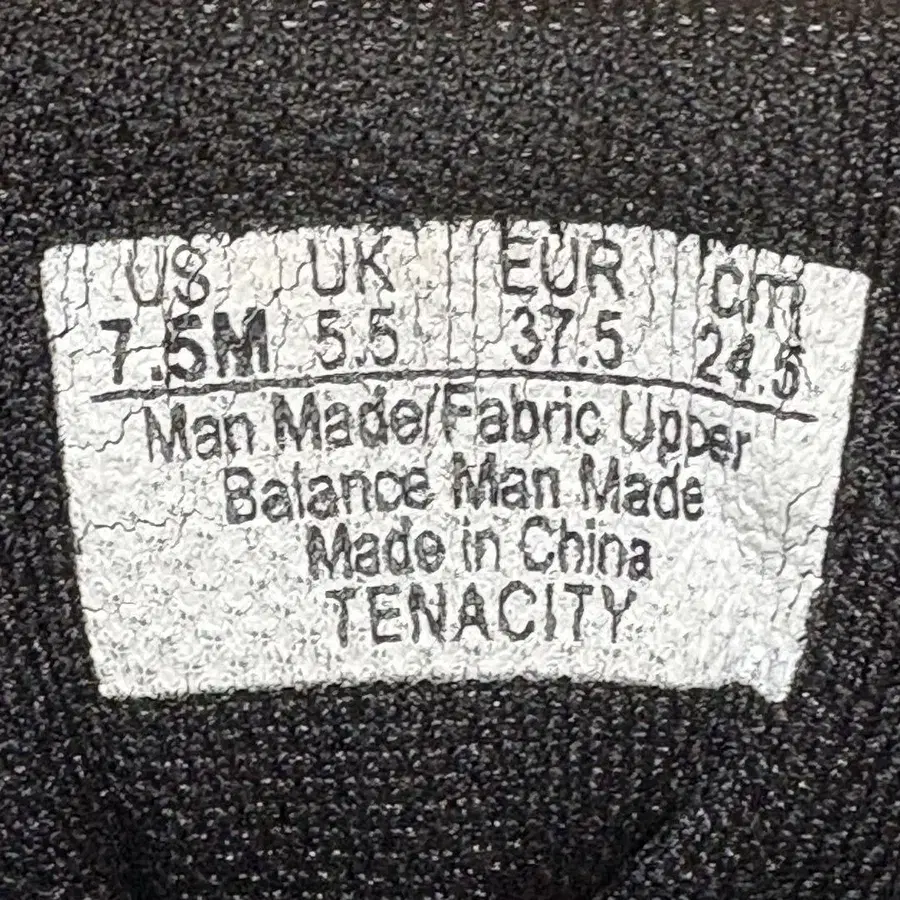 US UK EUR cm
7.5M 5.5 37.5 24.5
Man Made/Fabric Upper
Balance Man Made
Made in China
TENACITY